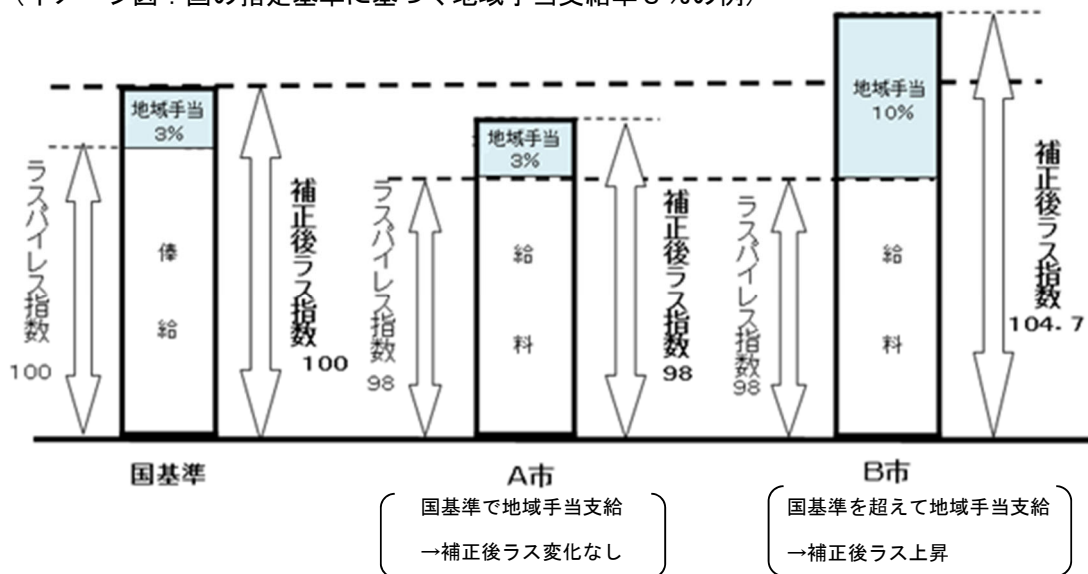 （イメージ図：国の指定基準に基づく地域手当支給率３％の例）
地域手当
3%
俸給
ラスパイレス指数
100
補正後ラス指数
100
国基準
地域手当
3%
給料
ラスパイレス指数
98
補正後ラス指数
98
A市
国基準で地域手当支給
→補正後ラス変化なし
地域手当
10%
給料
ラスパイレス指数
98
補正後ラス指数
104.7
B市
国基準を超えて地域手当支給
→補正後ラス上昇